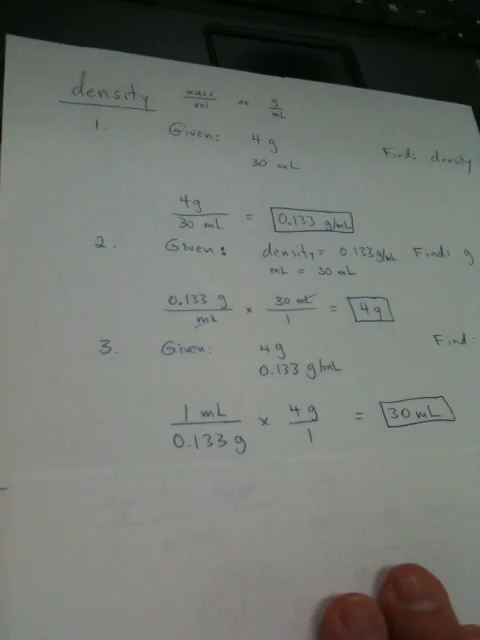 density mass/vol or g/mL
1. Given: 4 g Find: density
30 mL
4g/30 mL = 0.133 g/mL
2. Given: density = 0.133 g/mL Find: g
mL = 30 mL
0.133 g/mL × 30 mL/1 = 4g
3. Given: 4g Find:
0.133 g/mL
1 mL/0.133 g × 4g/1 = 30 mL